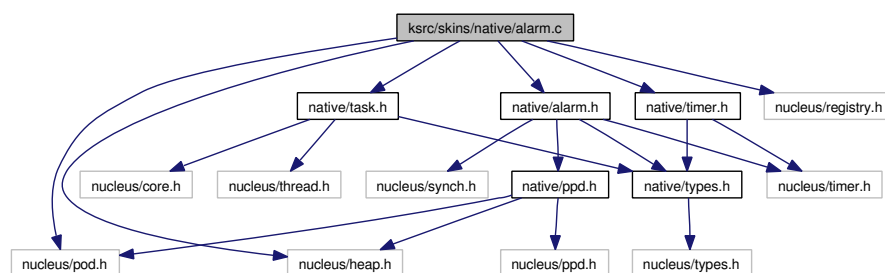 ksrc/skins/native/alarm.c
native/task.h
native/alarm.h
native/timer.h
nucleus/registry.h
nucleus/core.h
nucleus/thread.h
nucleus/synch.h
native/ppd.h
native/types.h
nucleus/timer.h
nucleus/pod.h
nucleus/heap.h
nucleus/ppd.h
nucleus/types.h